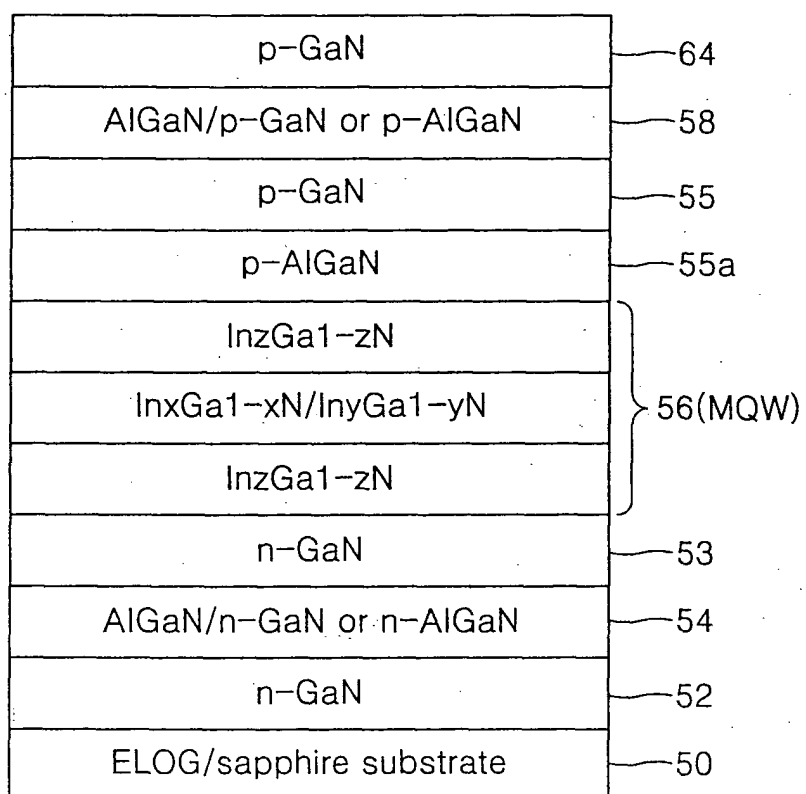 p-GaN 64
AlGaN/p-GaN or p-AlGaN 58
p-GaN 55
p-AlGaN 55a
InzGa1-zN
InxGa1-xN/InyGa1-yN 56(MQW)
InzGa1-zN
n-GaN 53
AlGaN/n-GaN or n-AlGaN 54
n-GaN 52
ELOG/sapphire substrate 50